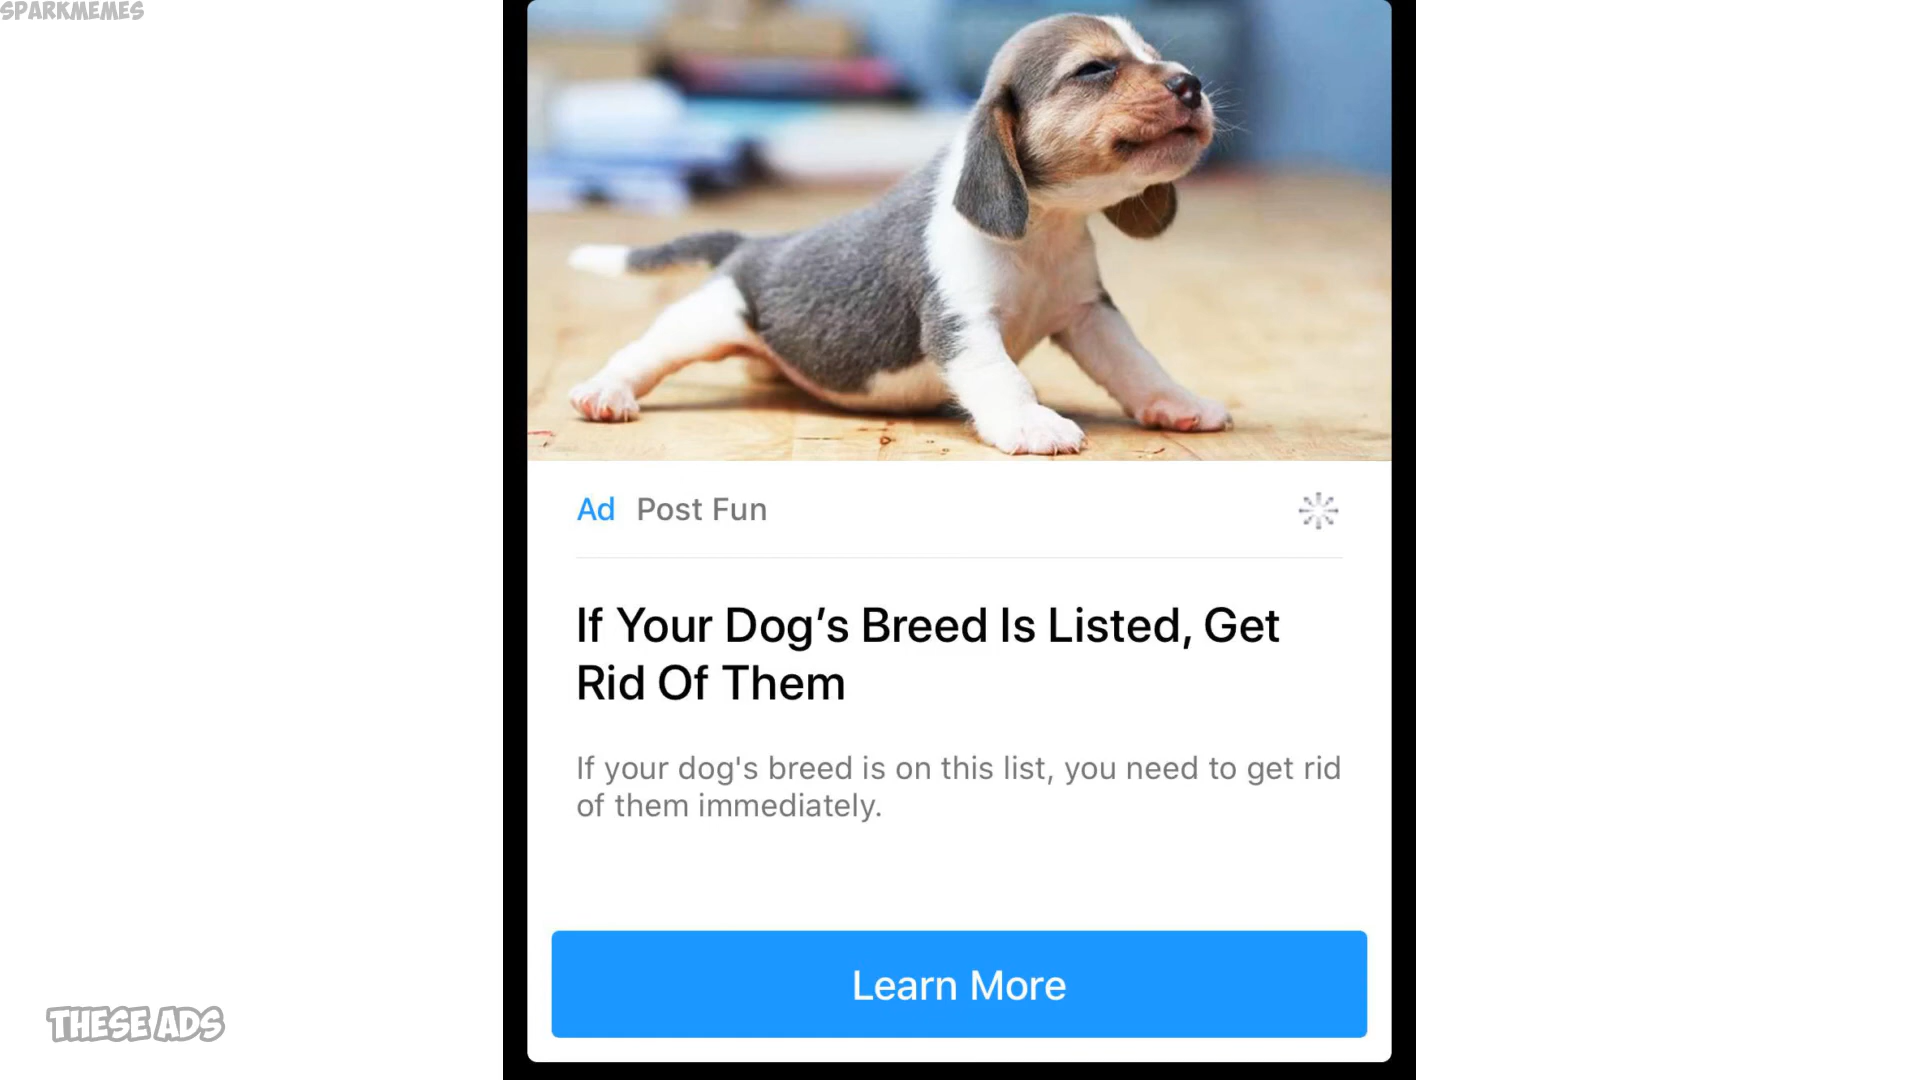 SPARKMEMES
Ad Post Fun
If Your Dog’s Breed Is Listed, Get
Rid Of Them
If your dog's breed is on this list, you need to get rid
of them immediately.
Learn More
THESE ADS